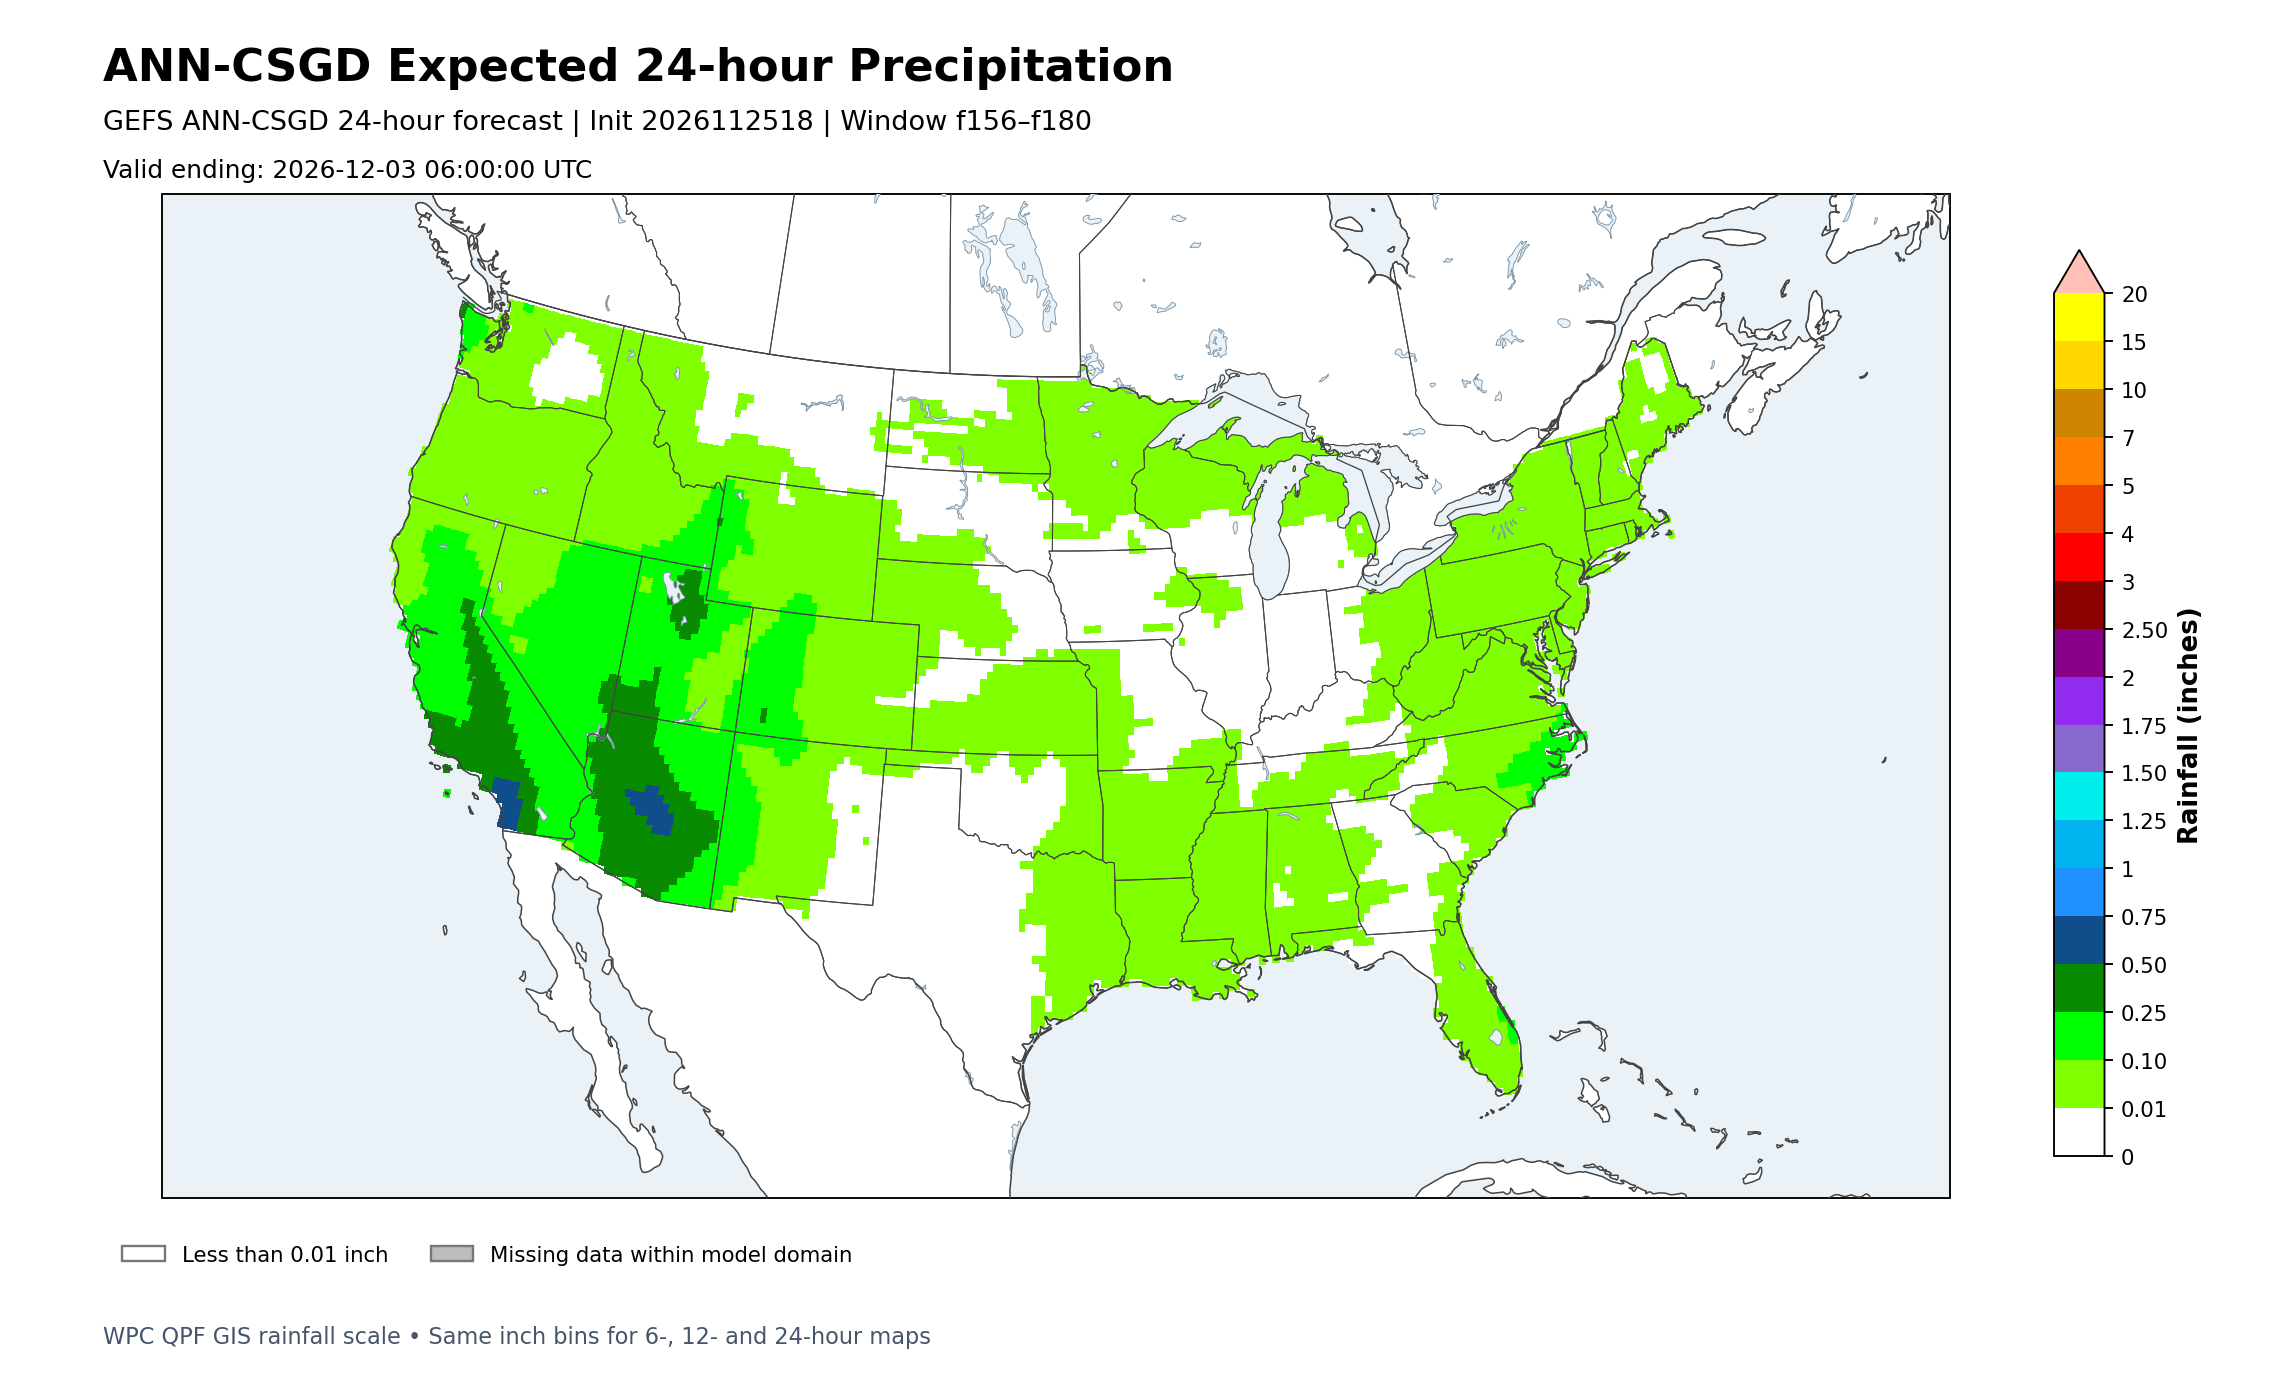 ANN-CSGD Expected 24-hour Precipitation
GEFS ANN-CSGD 24-hour forecast | Init 2026112518 | Window f156–f180
Valid ending: 2026-12-03 06:00:00 UTC
20
15
10
7
5
4
3
2.50
2
1.75
1.50
1.25
1
0.75
0.50
0.25
0.10
0.01
0
Rainfall (inches)
Less than 0.01 inch
Missing data within model domain
WPC QPF GIS rainfall scale • Same inch bins for 6-, 12- and 24-hour maps